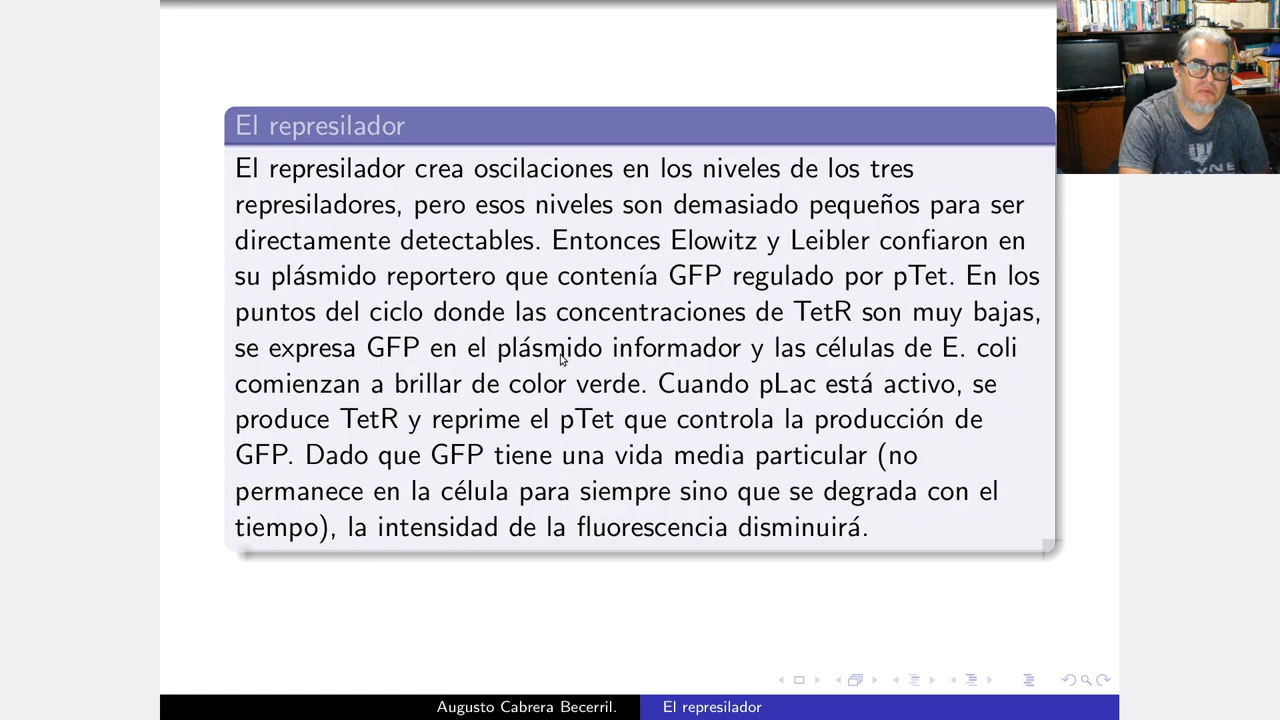 El represilador
El represilador crea oscilaciones en los niveles de los tres
represiladores, pero esos niveles son demasiado pequeños para ser
directamente detectables. Entonces Elowitz y Leibler confiaron en
su plásmido reportero que contenía GFP regulado por pTet. En los
puntos del ciclo donde las concentraciones de TetR son muy bajas,
se expresa GFP en el plásmido informador y las células de E. coli
comienzan a brillar de color verde. Cuando pLac está activo, se
produce TetR y reprime el pTet que controla la producción de
GFP. Dado que GFP tiene una vida media particular (no
permanece en la célula para siempre sino que se degrada con el
tiempo), la intensidad de la fluorescencia disminuirá.
WAYNE
Augusto Cabrera Becerril.
El represilador